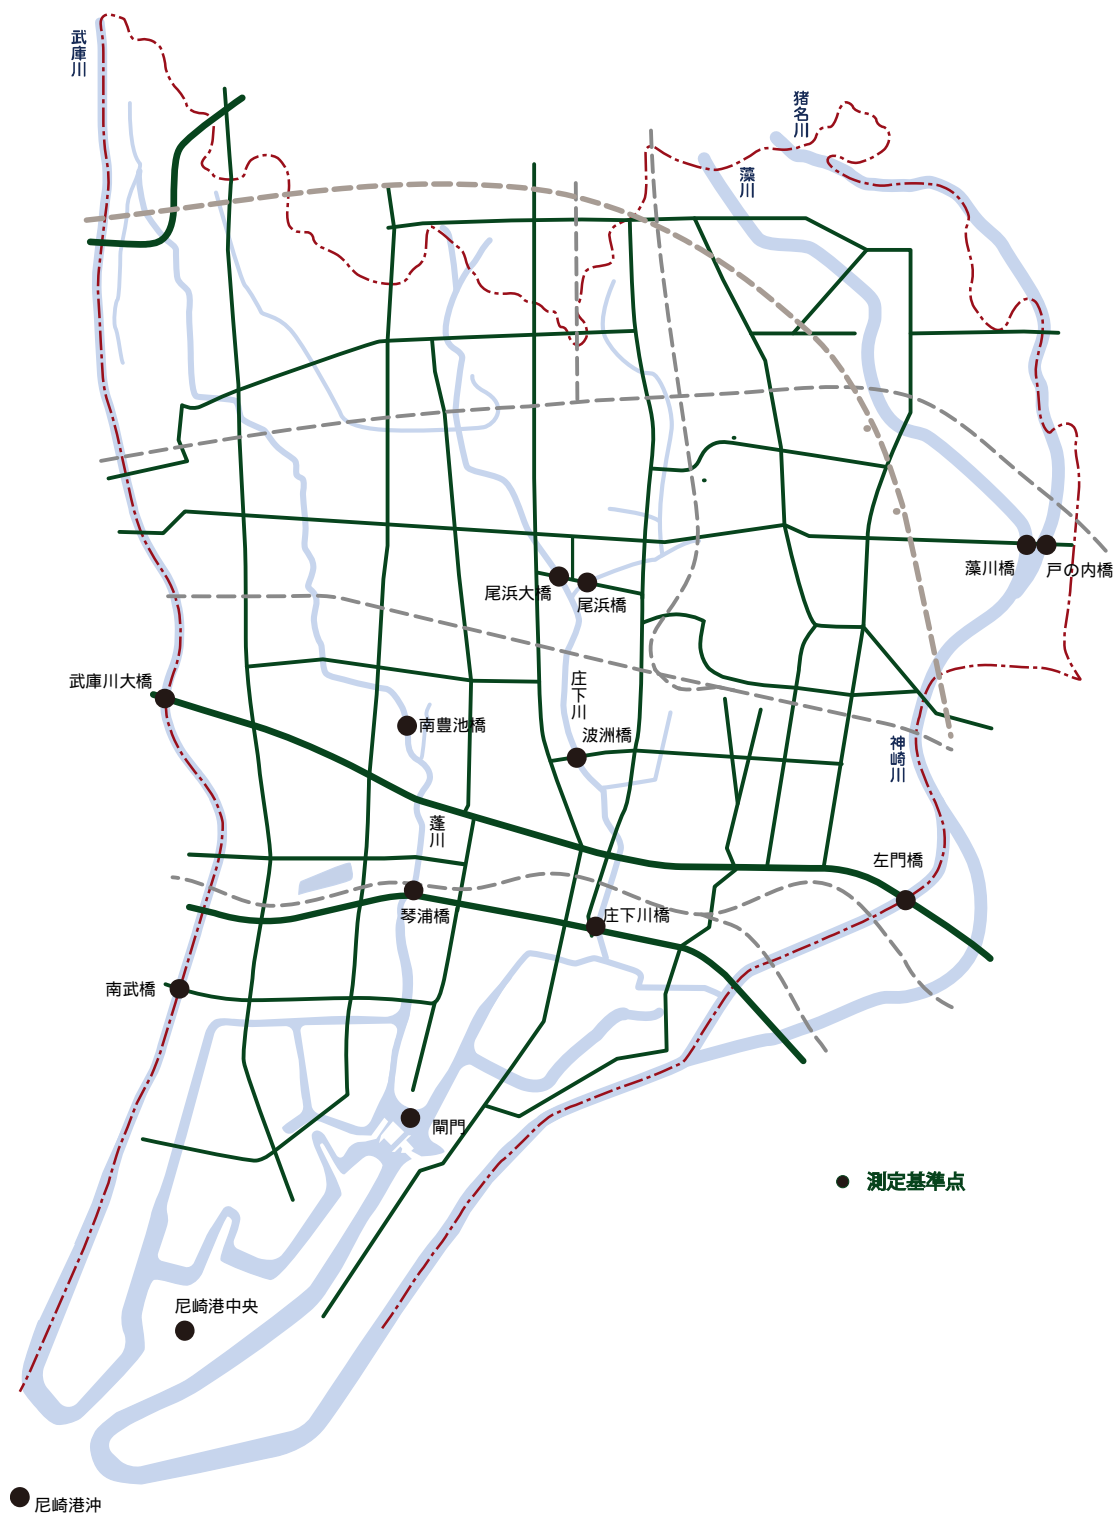 武庫川
猪名川
藻川
藻川橋
戸の内橋
尾浜大橋
尾浜橋
武庫川大橋
庄下川
南豊池橋
波洲橋
神崎川
蓬川
左門橋
琴浦橋
庄下川橋
南武橋
閘門
測定基準点
尼崎港中央
尼崎港沖